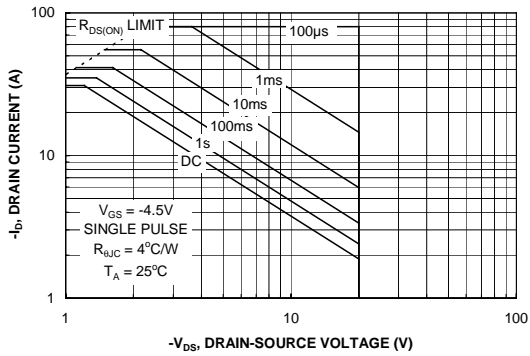 100
R_DS(ON) LIMIT
100µs
1ms
10ms
100ms
1s
DC
10
V_GS = -4.5V
SINGLE PULSE
R_θJC = 4°C/W
T_A = 25°C
1
1
10
100
-I_D, DRAIN CURRENT (A)
-V_DS, DRAIN-SOURCE VOLTAGE (V)